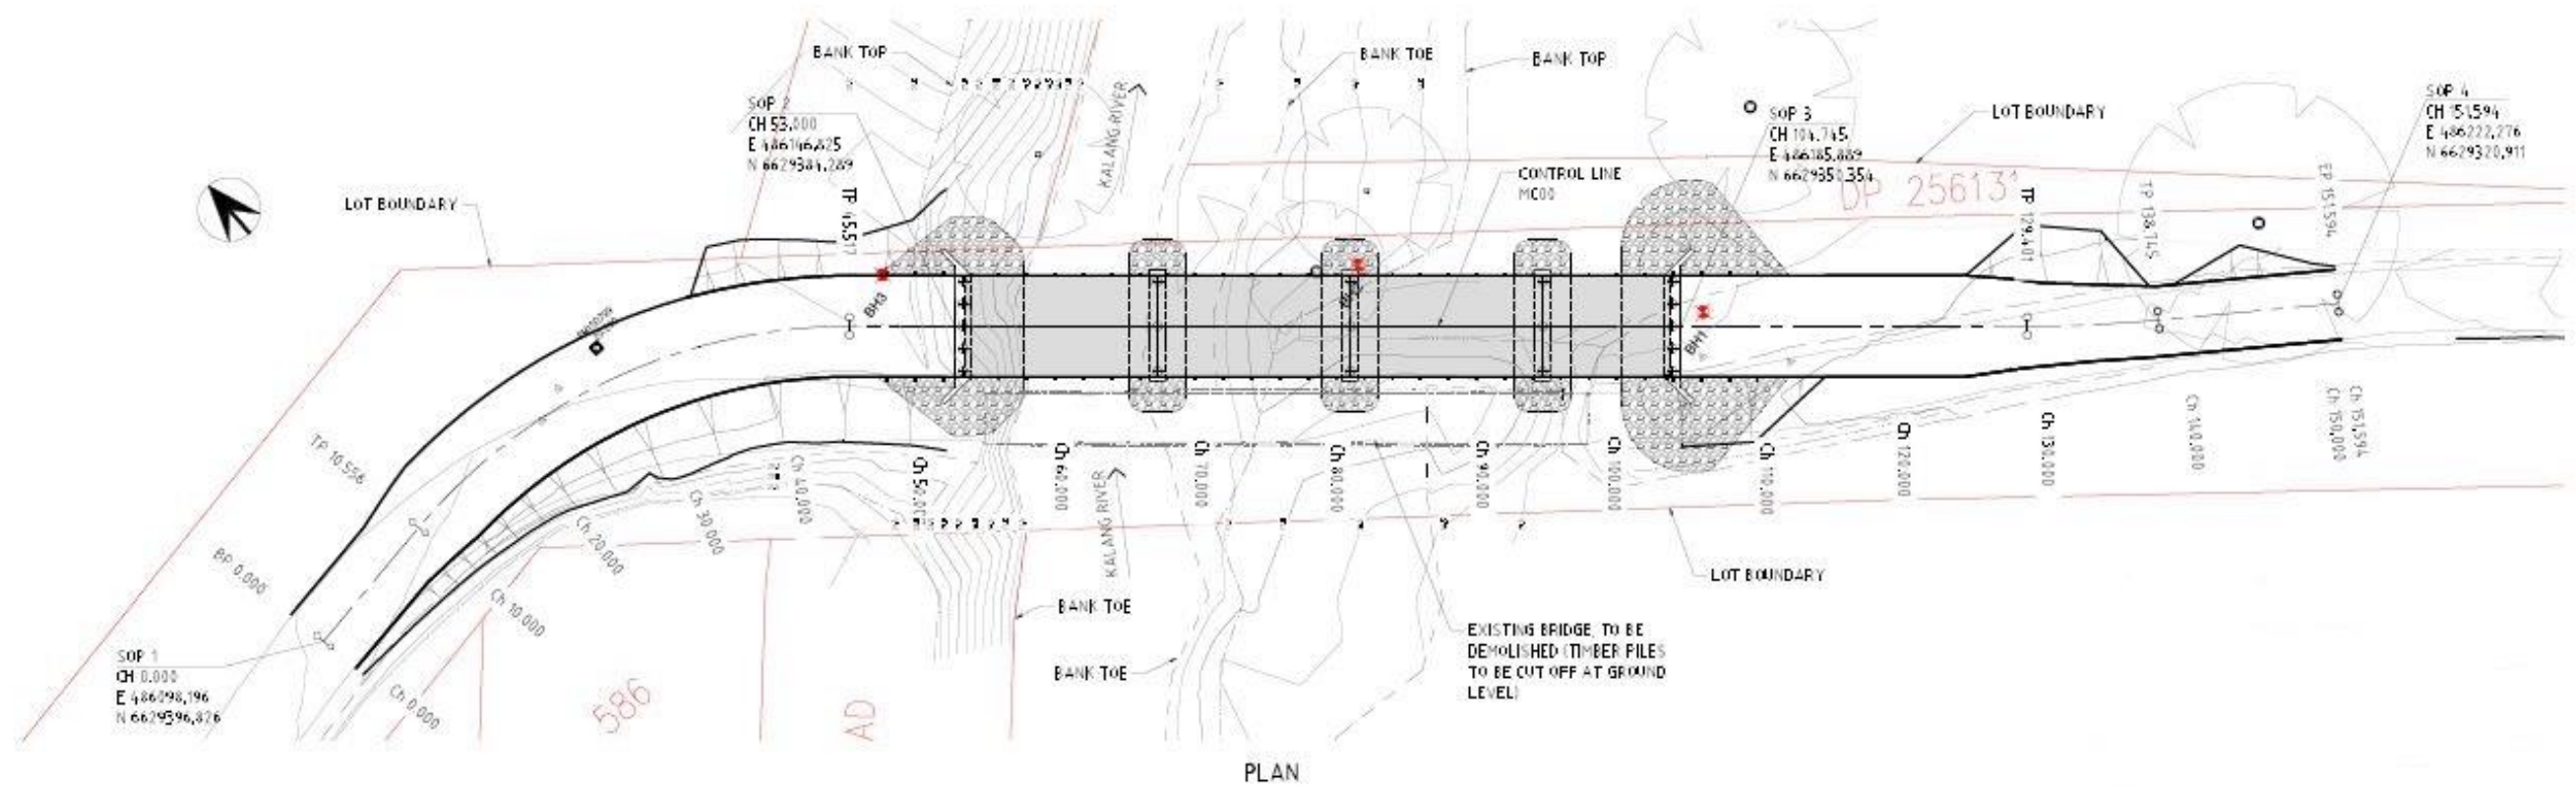 BANK TOP
BANK TOE
BANK TOP
SOP 2
CH 53.000
E 486146,825
N 6629384,289
KALANG RIVER
SOP 3
CH 104.745
E 486185.889
N 6629350,354
LOT BOUNDARY
SOP 4
CH 151.594
E 486222,276
N 6629320,911
LOT BOUNDARY
TP 45.517
CONTROL LINE
MC00
DP 25613
TP 129.401
TP 138.745
EP 151.594
BH3
BH1
TP 10.556
BP 0.000
Ch 0.000
Ch 10.000
Ch 20.000
Ch 30.000
Ch 40.000
Ch 50.00
Ch 60.000
Ch 70.000
Ch 80.000
Ch 90.000
Ch 100.000
Ch 110.000
Ch 120.000
Ch 130.000
Ch 140.000
Ch 150.000
Ch 151.594
KALANG RIVER
LOT BOUNDARY
BANK TOE
BANK TOE
EXISTING BRIDGE, TO BE
DEMOLISHED (TIMBER PILES
TO BE CUT OFF AT GROUND
LEVEL)
SOP 1
CH 0.000
E 486098,196
N 6629396,826
586
AD
PLAN